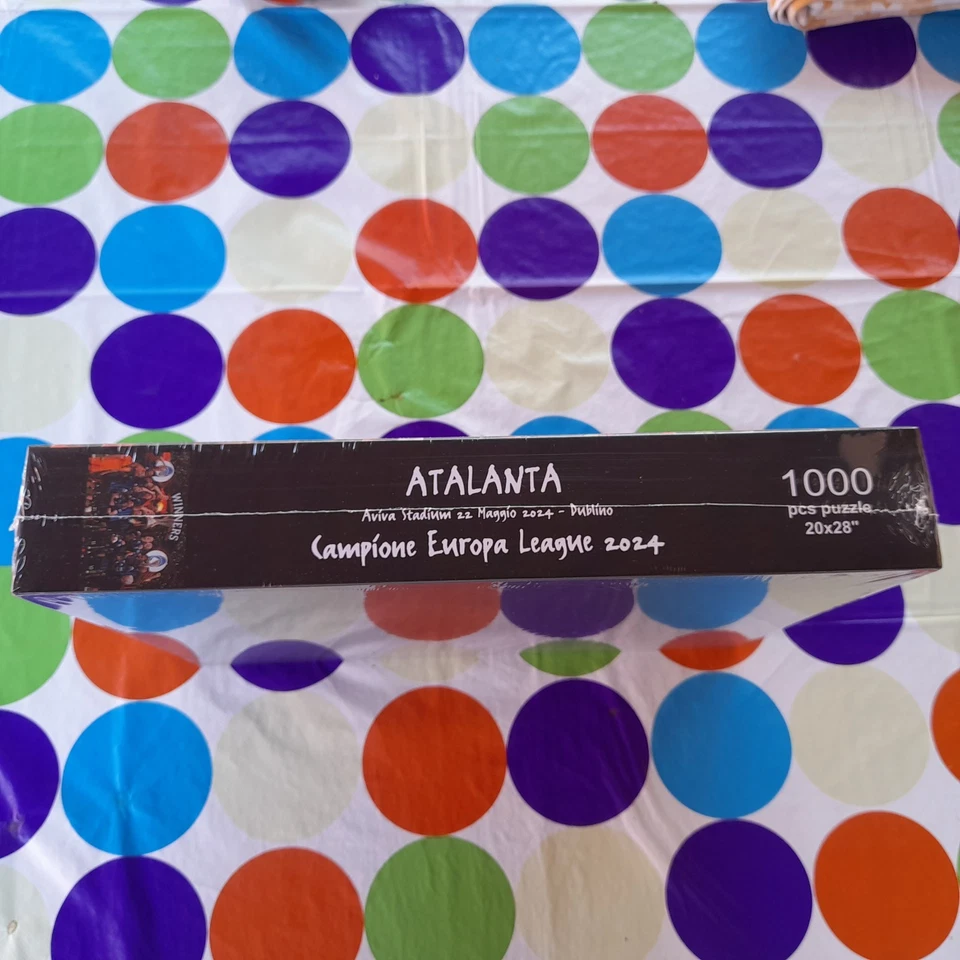 WINNERS
ATALANTA
Aviva Stadium 22 Maggio 2024 - Dublino
Campione Europa League 2024
1000
pcs puzzle
20x28"